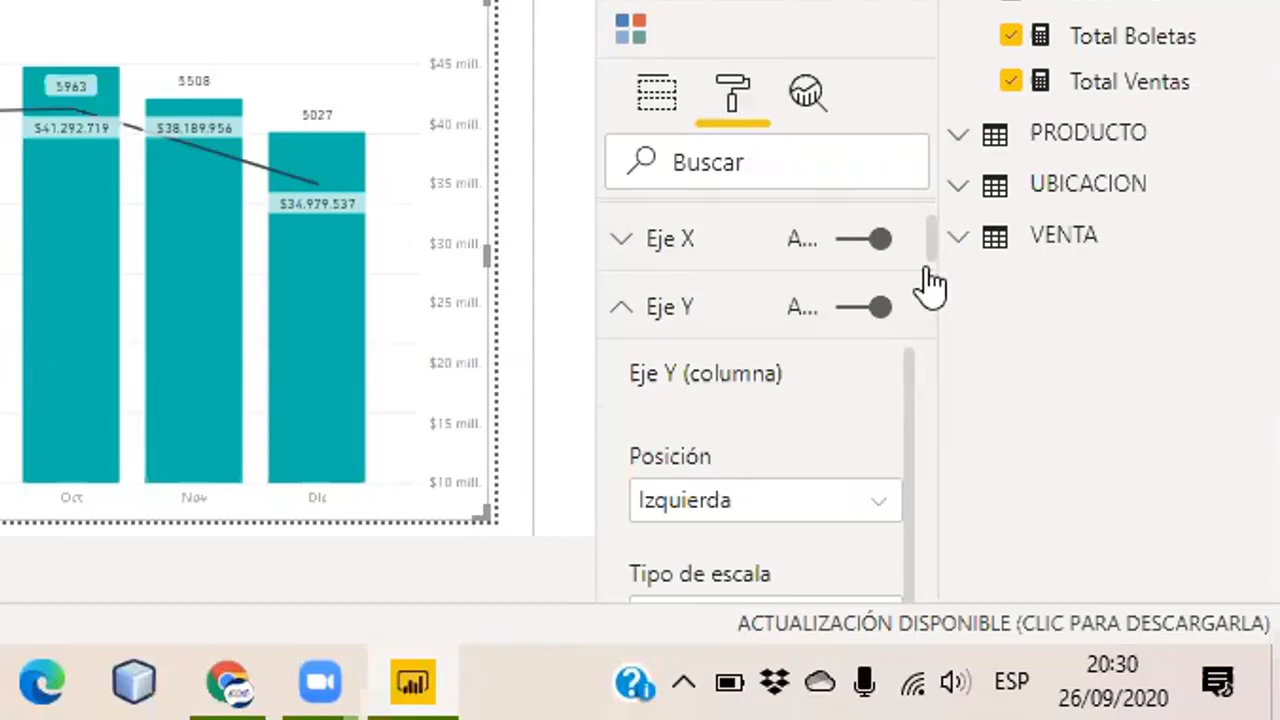 5963
5508
5027
$41.292.719
$38.189.956
$34.979.537
$45 mill.
$40 mill.
$35 mill.
$30 mill.
$25 mill.
$20 mill.
$15 mill.
$10 mill.
Oct
Nov
Dic
Buscar
Eje X
A...
Eje Y
A...
Eje Y (columna)
Posición
Izquierda
Tipo de escala
Total Boletas
Total Ventas
PRODUCTO
UBICACION
VENTA
ACTUALIZACIÓN DISPONIBLE (CLIC PARA DESCARGARLA)
ESP
20:30
26/09/2020